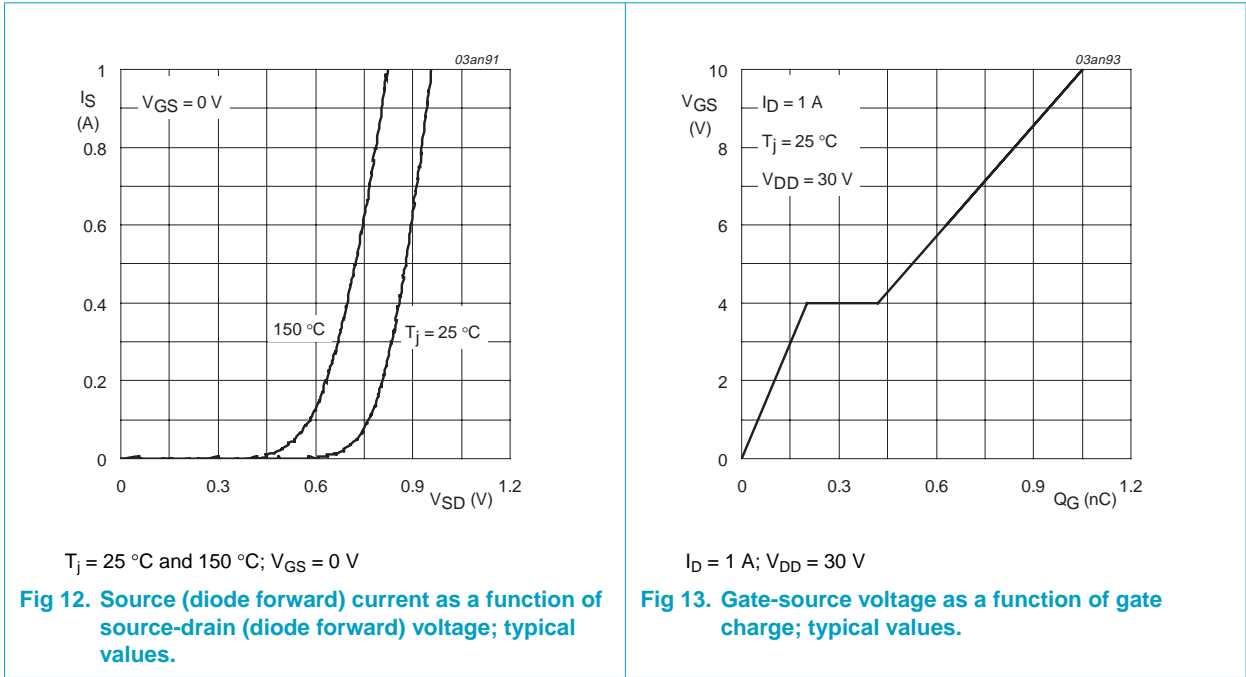 03an91
1
I_S
(A)
V_GS = 0 V
0.8
0.6
0.4
150 °C
T_j = 25 °C
0.2
0
0 0.3 0.6 0.9 1.2
V_SD (V)
T_j = 25 °C and 150 °C; V_GS = 0 V
Fig 12. Source (diode forward) current as a function of
source-drain (diode forward) voltage; typical
values.
03an93
10
V_GS
(V)
I_D = 1 A
8
T_j = 25 °C
V_DD = 30 V
6
4
2
0
0 0.3 0.6 0.9 1.2
Q_G (nC)
I_D = 1 A; V_DD = 30 V
Fig 13. Gate-source voltage as a function of gate
charge; typical values.